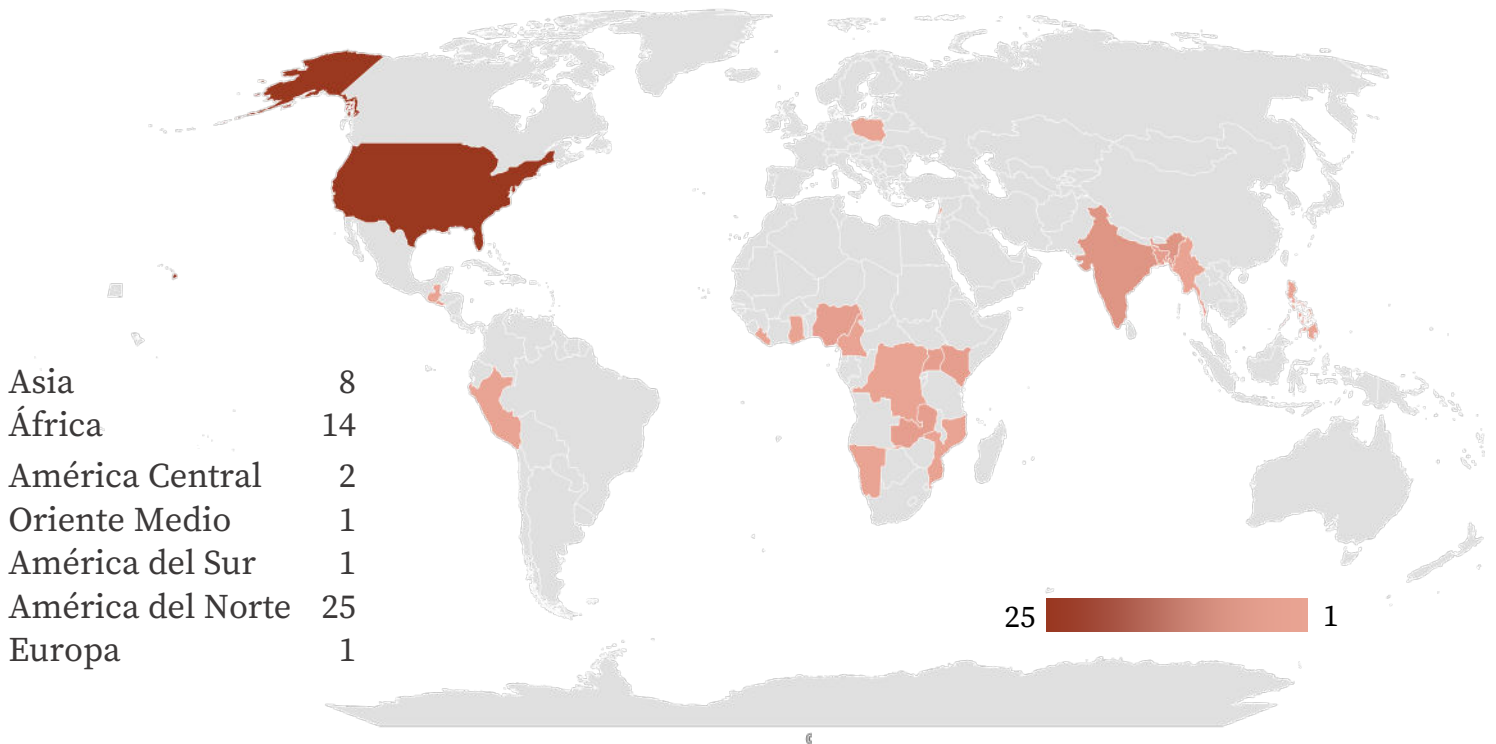 Asia 8
África 14
América Central 2
Oriente Medio 1
América del Sur 1
América del Norte 25
Europa 1
25 1